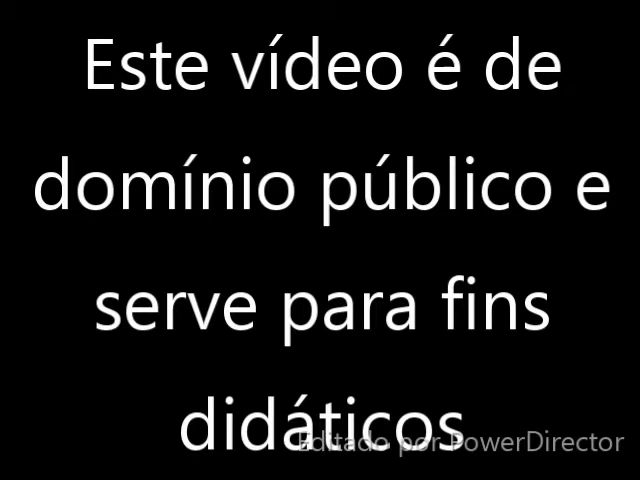 Este vídeo é de
domínio público e
serve para fins
didáticos
Editado por PowerDirector